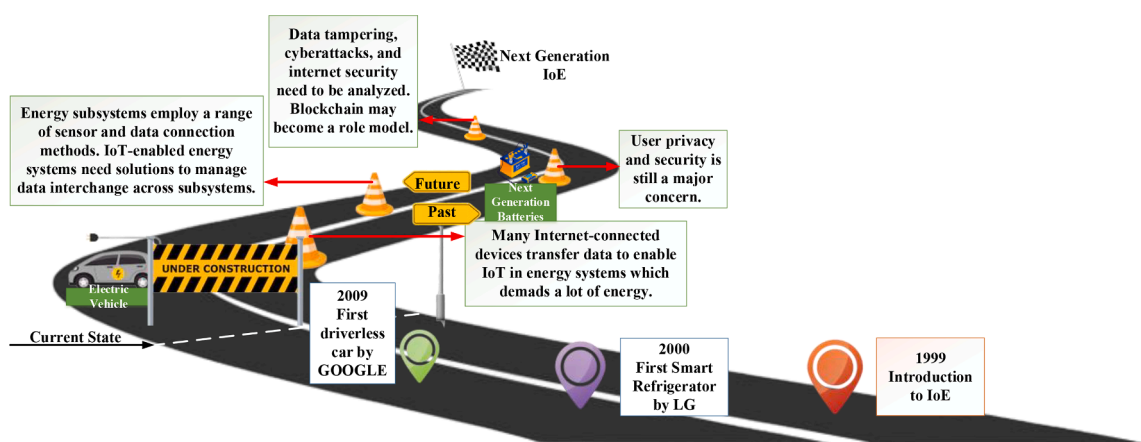 Data tampering,
cyberattacks, and
internet security
need to be analyzed.
Blockchain may
become a role model.
Next Generation
IoE
Energy subsystems employ a range
of sensor and data connection
methods. IoT-enabled energy
systems need solutions to manage
data interchange across subsystems.
User privacy
and security is
still a major
concern.
Future
Past
Next
Generation
Batteries
Many Internet-connected
devices transfer data to enable
IoT in energy systems which
demads a lot of energy.
UNDER CONSTRUCTION
Electric
Vehicle
Current State
2009
First
driverless
car by
GOOGLE
2000
First Smart
Refrigerator
by LG
1999
Introduction
to IoE